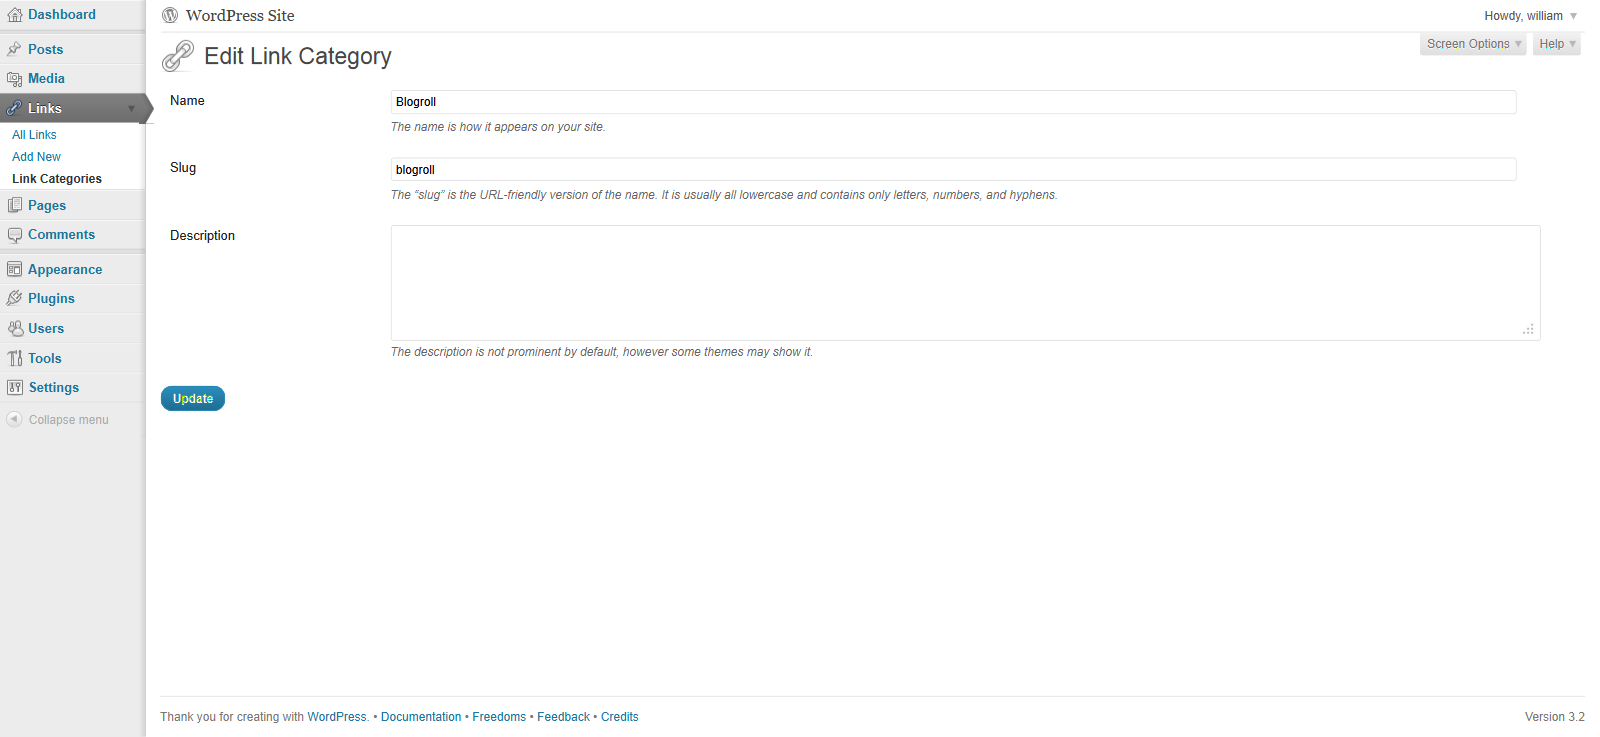 Dashboard
Posts
Media
Links
All Links
Add New
Link Categories
Pages
Comments
Appearance
Plugins
Users
Tools
Settings
Collapse menu
WordPress Site
Howdy, william
Screen Options
Help
Edit Link Category
Name
Blogroll
The name is how it appears on your site.
Slug
blogroll
The “slug” is the URL-friendly version of the name. It is usually all lowercase and contains only letters, numbers, and hyphens.
Description
The description is not prominent by default, however some themes may show it.
Update
Thank you for creating with WordPress. • Documentation • Freedoms • Feedback • Credits
Version 3.2